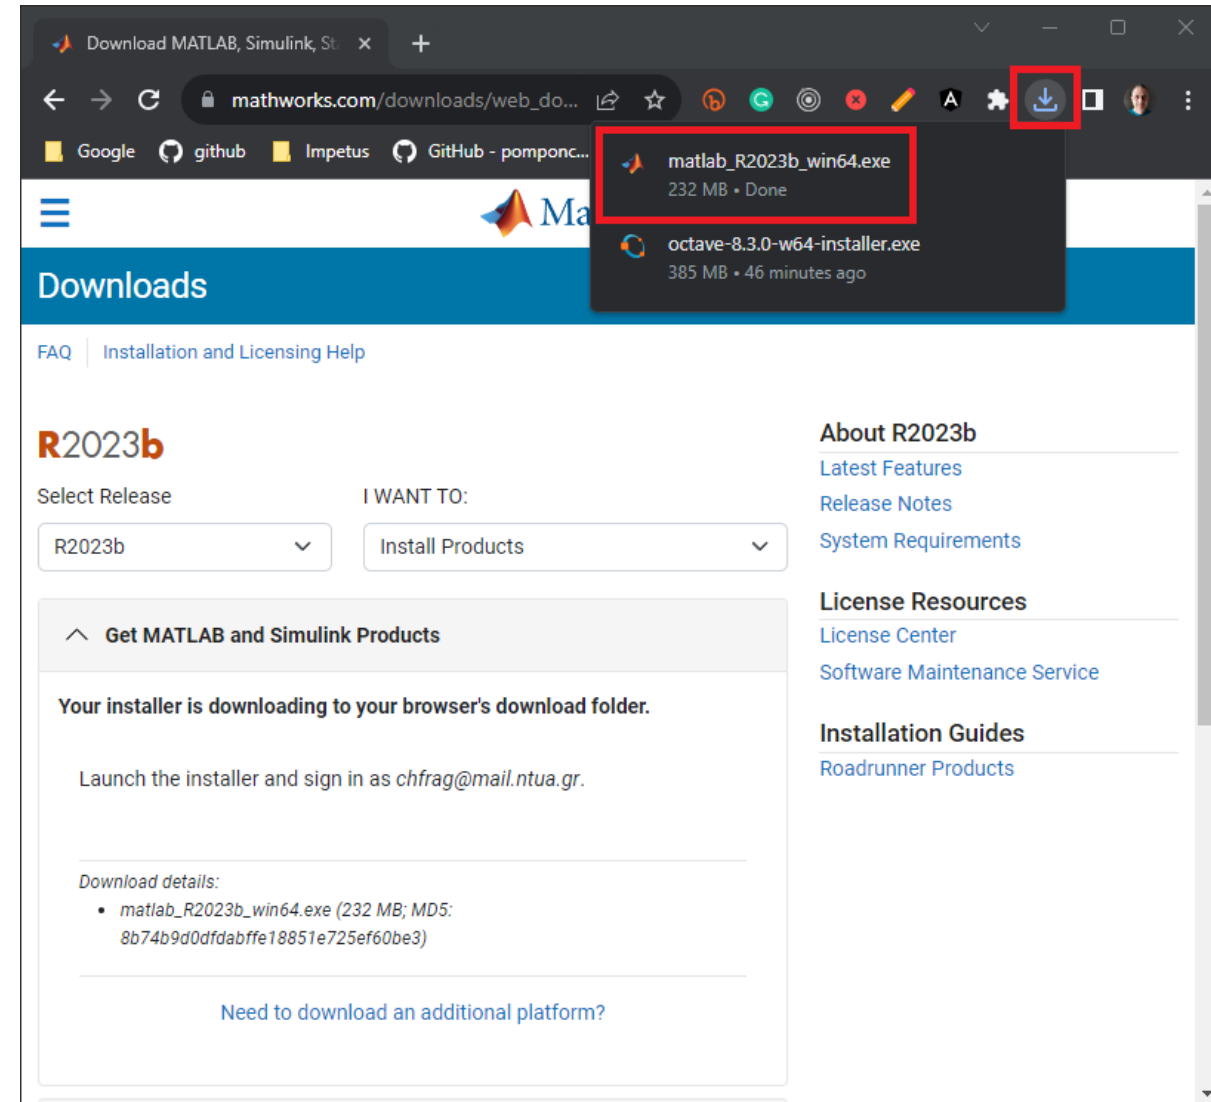 Download MATLAB, Simulink, St
mathworks.com/downloads/web_do...
Google github Impetus GitHub - pomponc...
matlab_R2023b_win64.exe
232 MB • Done
octave-8.3.0-w64-installer.exe
385 MB • 46 minutes ago
Ma
Downloads
FAQ Installation and Licensing Help
R2023b
Select Release I WANT TO:
R2023b Install Products
Get MATLAB and Simulink Products
Your installer is downloading to your browser's download folder.
Launch the installer and sign in as chfrag@mail.ntua.gr.
Download details:
• matlab_R2023b_win64.exe (232 MB; MD5:
8b74b9d0dfdabffe18851e725ef60be3)
Need to download an additional platform?
About R2023b
Latest Features
Release Notes
System Requirements
License Resources
License Center
Software Maintenance Service
Installation Guides
Roadrunner Products